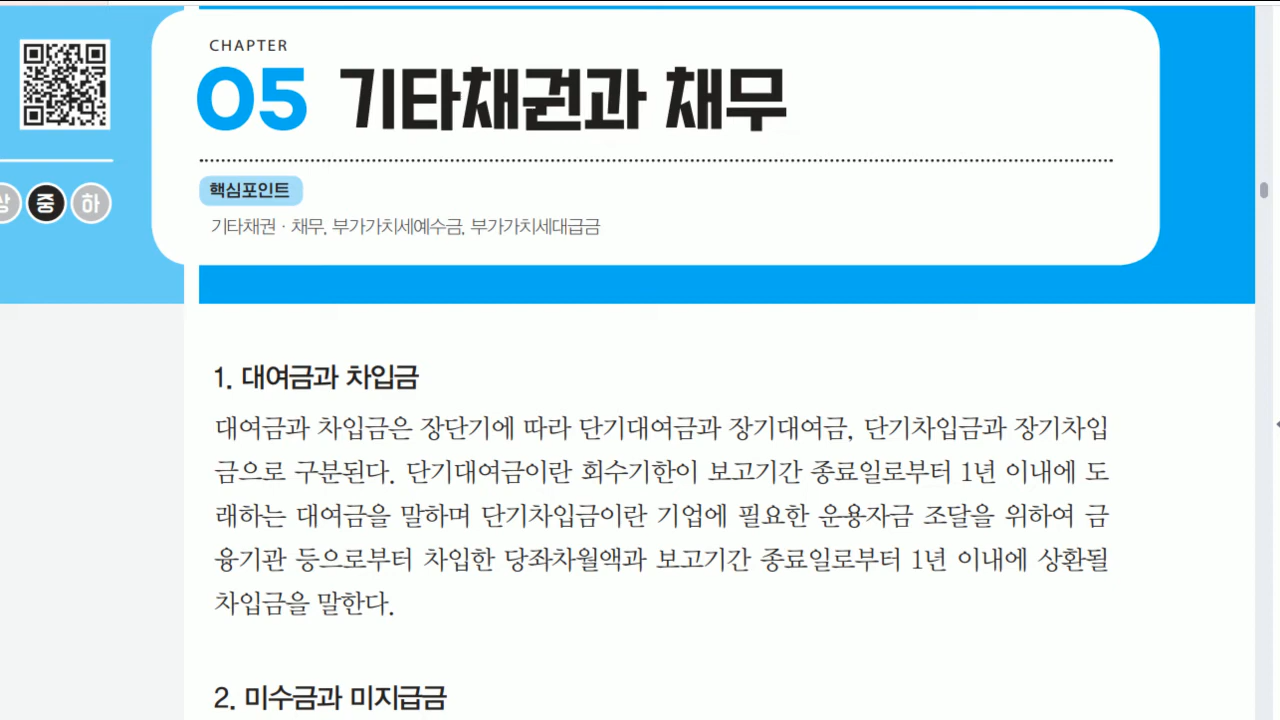 CHAPTER
05 기타채권과 채무
상 중 하
핵심포인트
기타채권 · 채무, 부가가치세예수금, 부가가치세대급금
1. 대여금과 차입금
대여금과 차입금은 장단기에 따라 단기대여금과 장기대여금, 단기차입금과 장기차입
금으로 구분된다. 단기대여금이란 회수기한이 보고기간 종료일로부터 1년 이내에 도
래하는 대여금을 말하며 단기차입금이란 기업에 필요한 운용자금 조달을 위하여 금
융기관 등으로부터 차입한 당좌차월액과 보고기간 종료일로부터 1년 이내에 상환될
차입금을 말한다.
2. 미수금과 미지급금